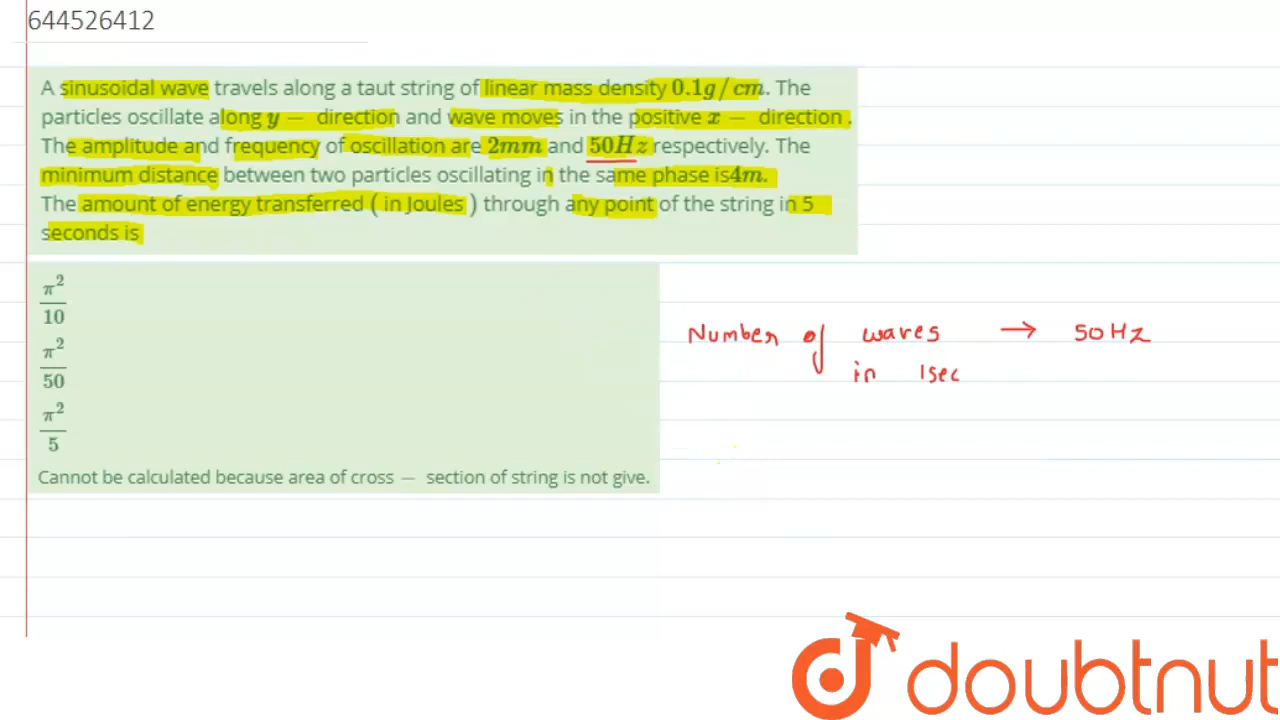 644526412
A sinusoidal wave travels along a taut string of linear mass density 0.1g/cm. The
particles oscillate along y − direction and wave moves in the positive x − direction .
The amplitude and frequency of oscillation are 2mm and 50Hz respectively. The
minimum distance between two particles oscillating in the same phase is4m.
The amount of energy transferred ( in Joules ) through any point of the string in 5
seconds is
π²/10
π²/50
π²/5
Cannot be calculated because area of cross − section of string is not give.
Number of waves → 50HZ
in 1sec
doubtnut